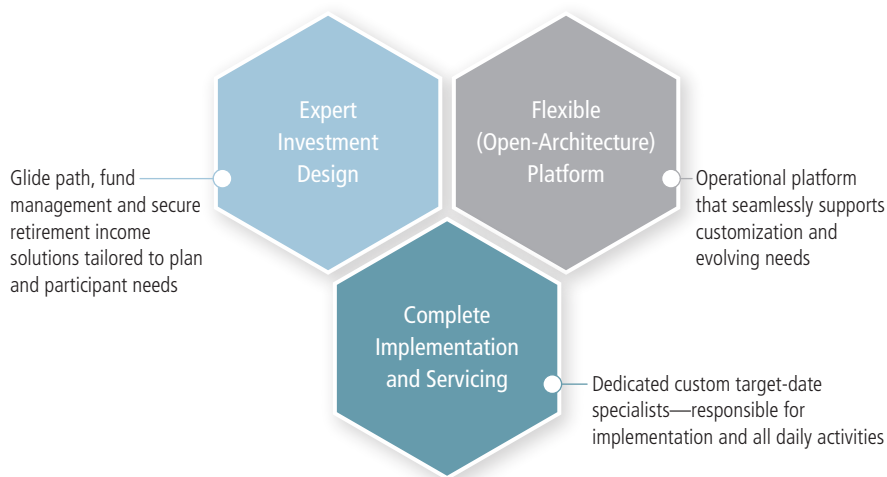 Expert
Investment
Design
Flexible
(Open-Architecture)
Platform
Glide path, fund
management and secure
retirement income
solutions tailored to plan
and participant needs
Operational platform
that seamlessly supports
customization and
evolving needs
Complete
Implementation
and Servicing
Dedicated custom target-date
specialists—responsible for
implementation and all daily activities